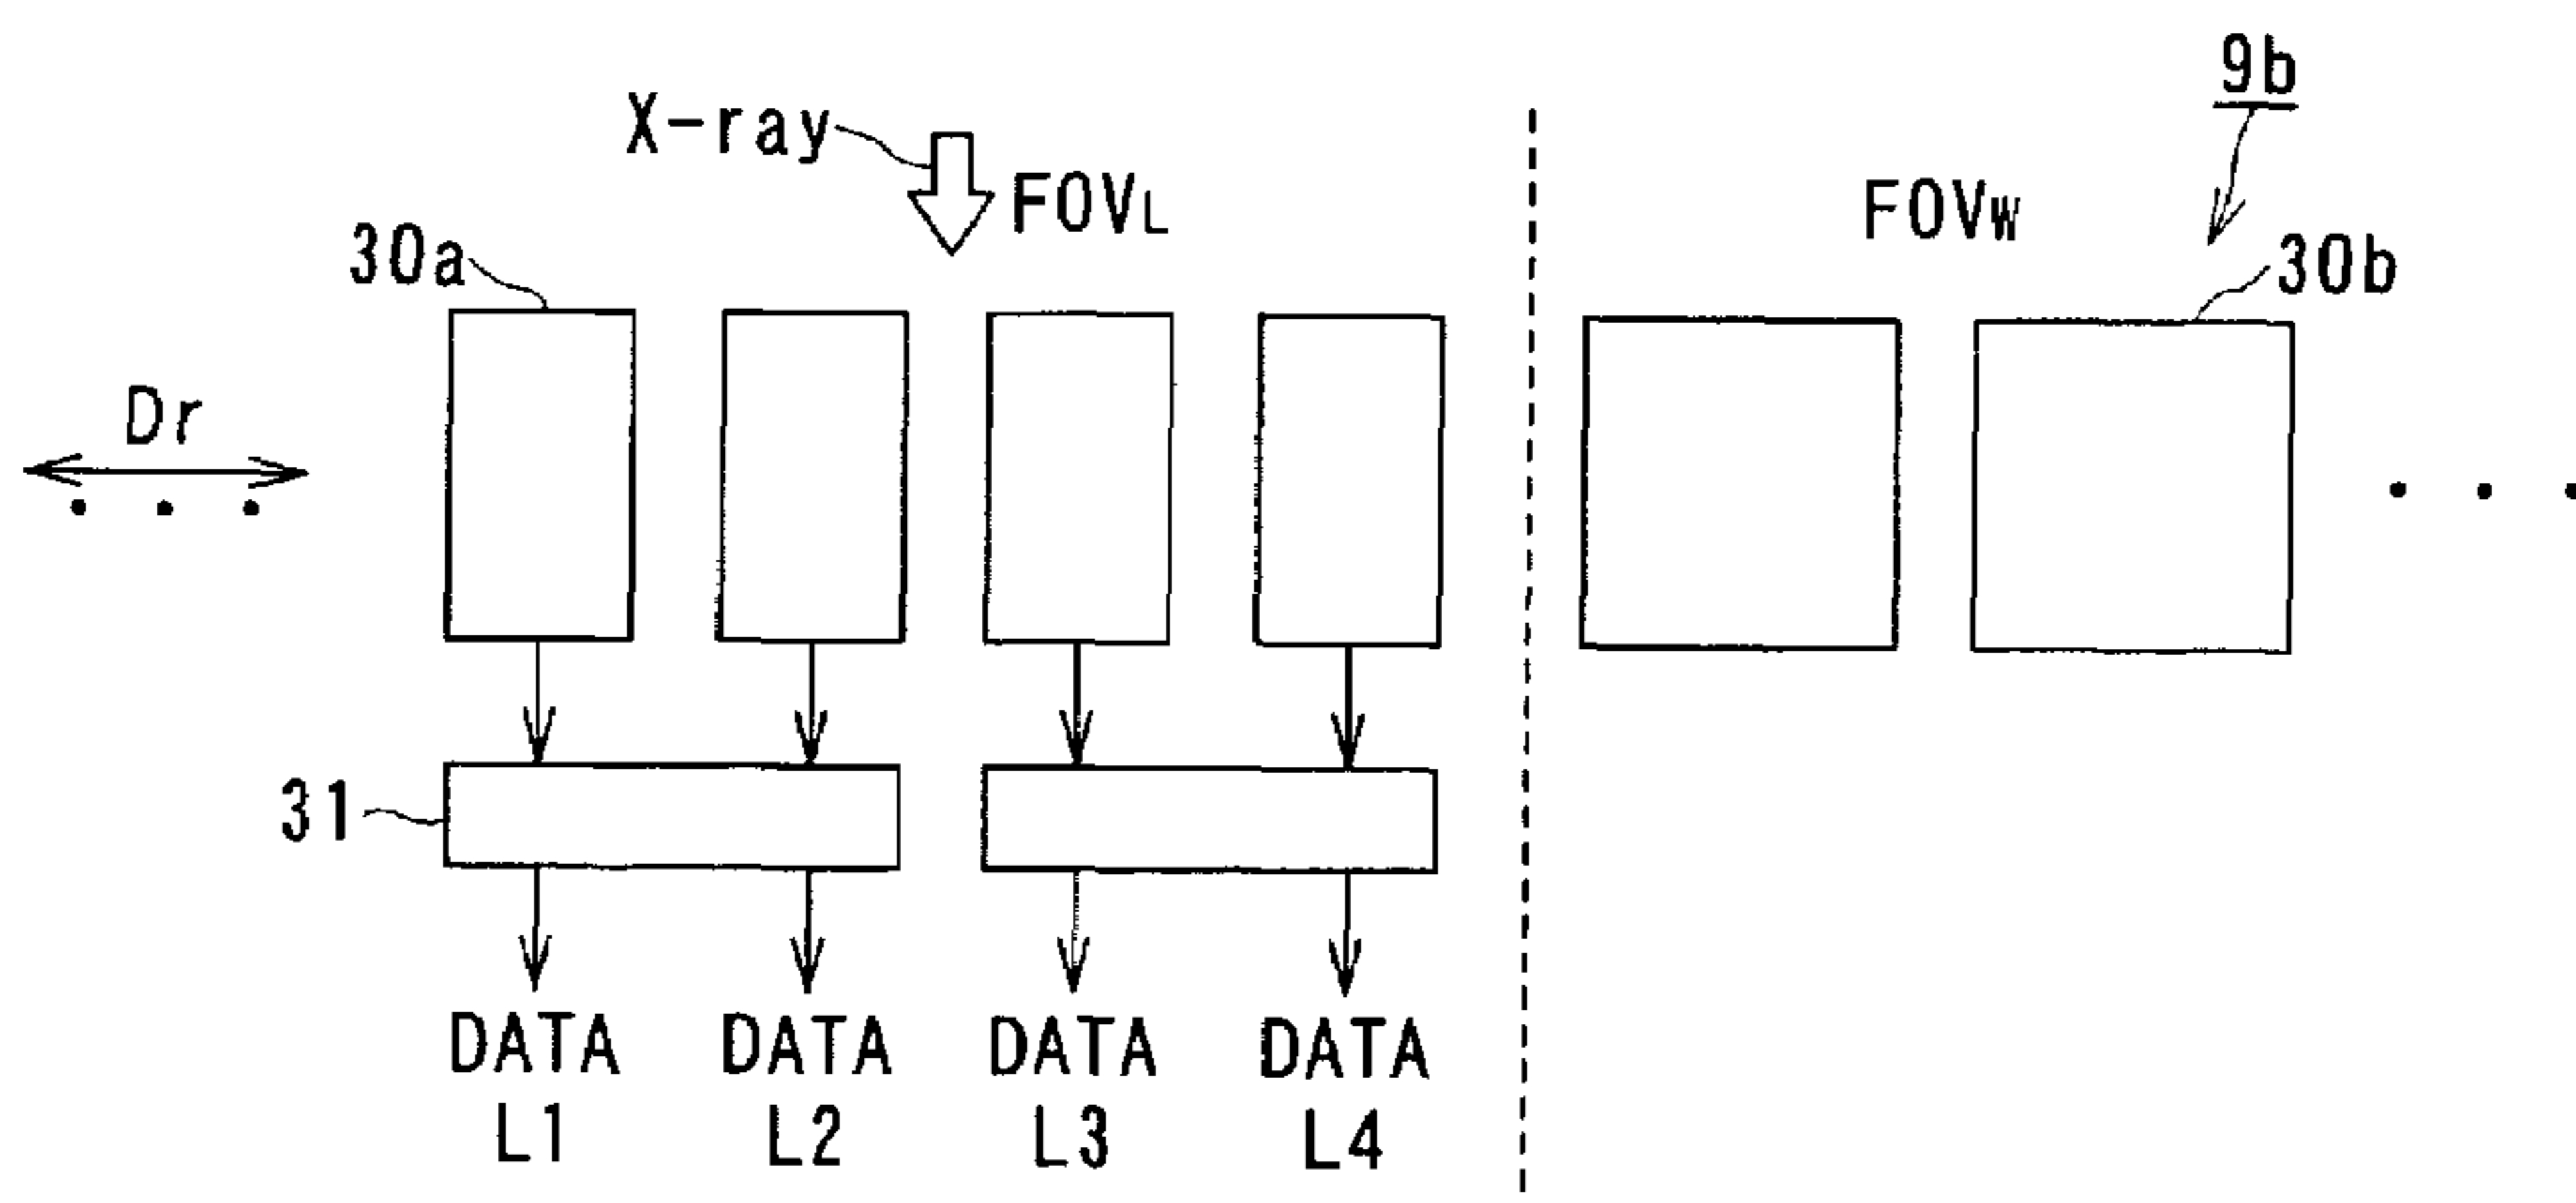 9b
X-ray
FOVL
FOVW
30a
30b
Dr
31
DATA L1
DATA L2
DATA L3
DATA L4